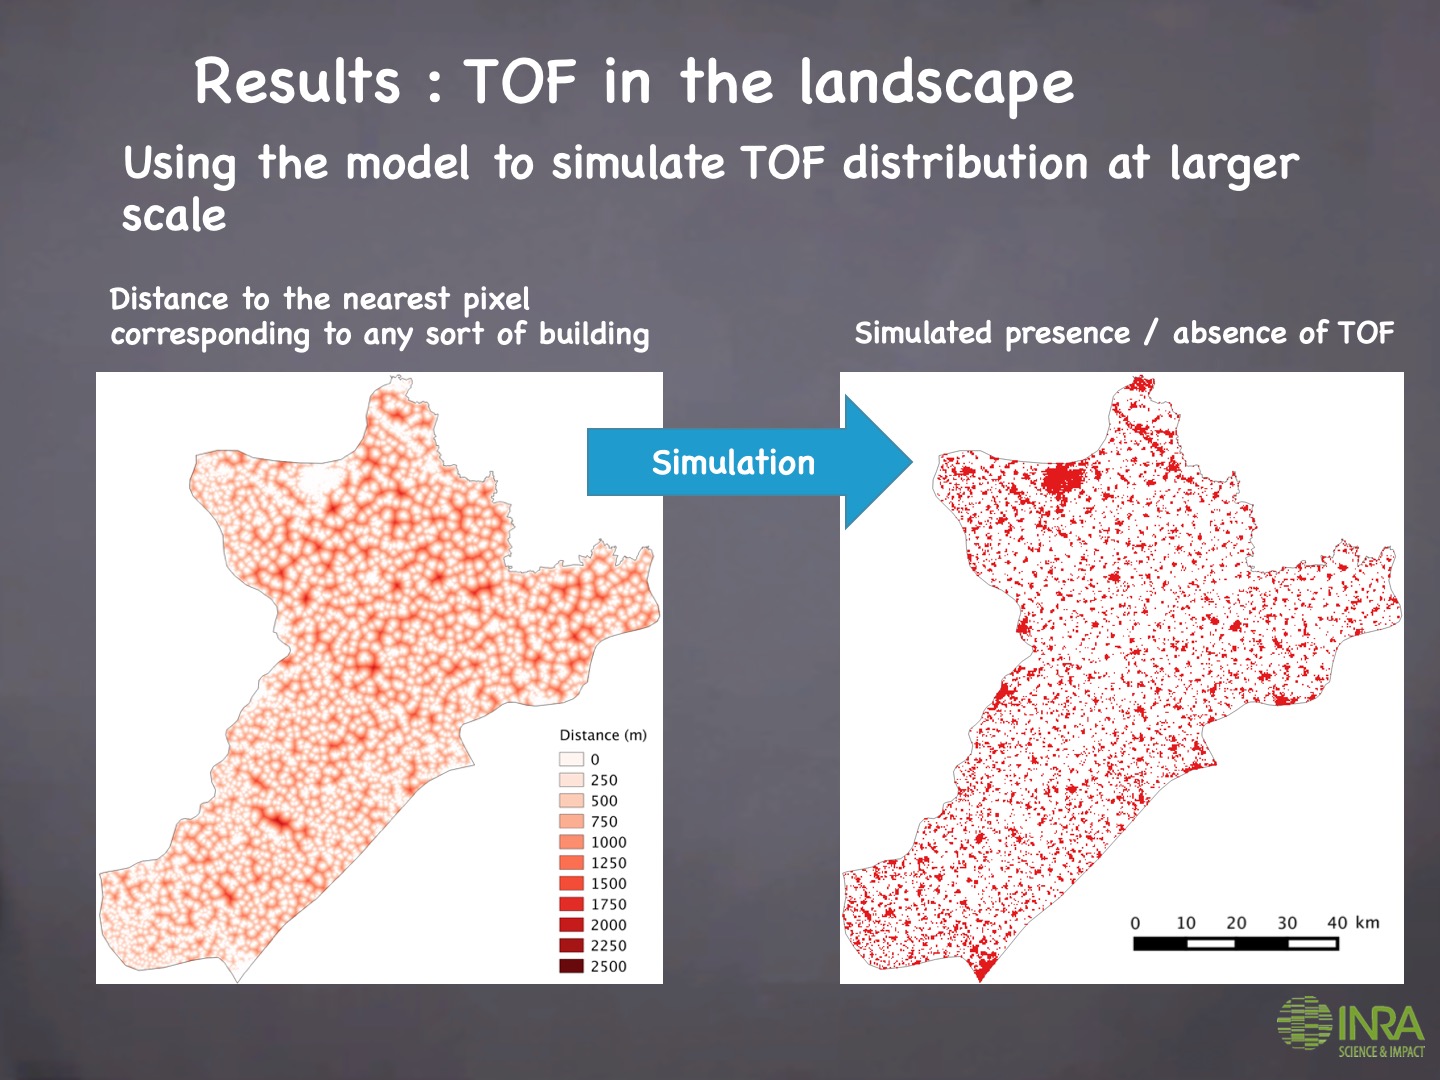 Results : TOF in the landscape
Using the model to simulate TOF distribution at larger
scale
Distance to the nearest pixel
corresponding to any sort of building
Simulated presence / absence of TOF
Simulation
Distance (m)
0
250
500
750
1000
1250
1500
1750
2000
2250
2500
0 10 20 30 40 km
INRA
SCIENCE & IMPACT